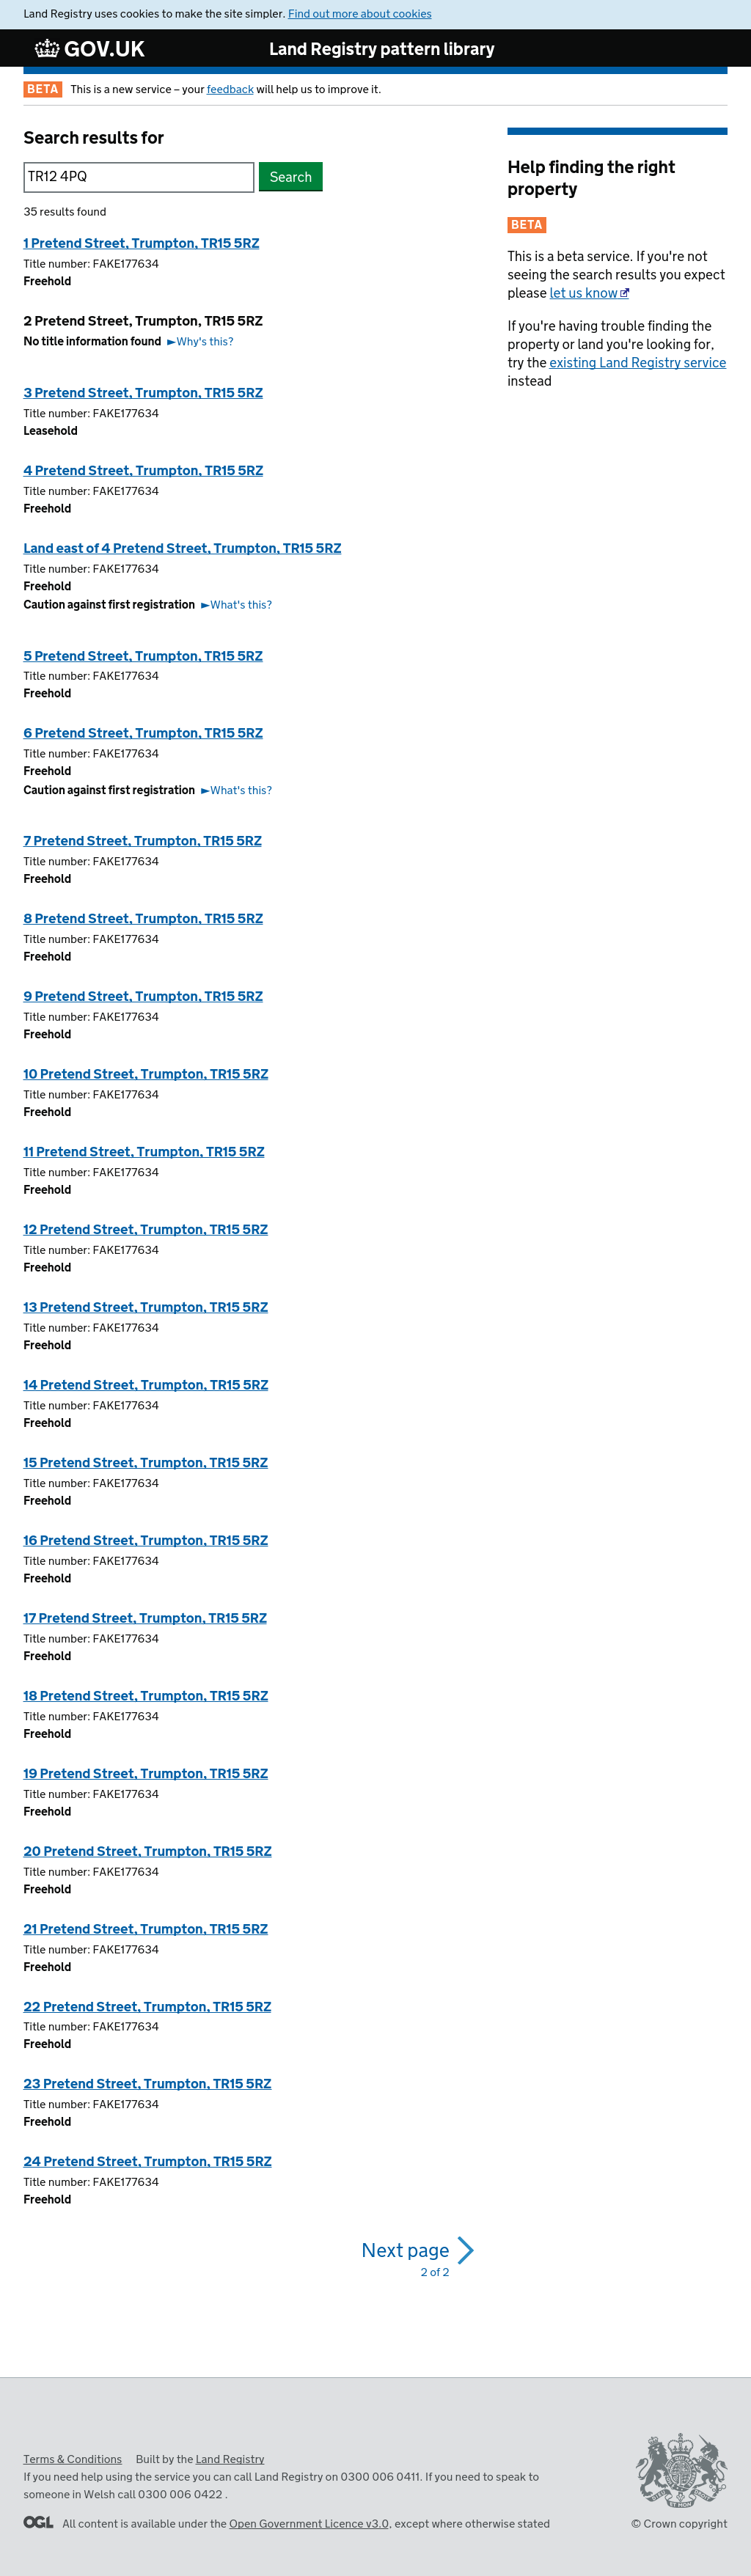 Land Registry uses cookies to make the site simpler. Find out more about cookies
GOV.UK
Land Registry pattern library
BETA This is a new service – your feedback will help us to improve it.
Search results for
TR12 4PQ
Search
35 results found
1 Pretend Street, Trumpton, TR15 5RZ
Title number: FAKE177634
Freehold
2 Pretend Street, Trumpton, TR15 5RZ
No title information found ►Why's this?
3 Pretend Street, Trumpton, TR15 5RZ
Title number: FAKE177634
Leasehold
4 Pretend Street, Trumpton, TR15 5RZ
Title number: FAKE177634
Freehold
Land east of 4 Pretend Street, Trumpton, TR15 5RZ
Title number: FAKE177634
Freehold
Caution against first registration ►What's this?
5 Pretend Street, Trumpton, TR15 5RZ
Title number: FAKE177634
Freehold
6 Pretend Street, Trumpton, TR15 5RZ
Title number: FAKE177634
Freehold
Caution against first registration ►What's this?
7 Pretend Street, Trumpton, TR15 5RZ
Title number: FAKE177634
Freehold
8 Pretend Street, Trumpton, TR15 5RZ
Title number: FAKE177634
Freehold
9 Pretend Street, Trumpton, TR15 5RZ
Title number: FAKE177634
Freehold
10 Pretend Street, Trumpton, TR15 5RZ
Title number: FAKE177634
Freehold
11 Pretend Street, Trumpton, TR15 5RZ
Title number: FAKE177634
Freehold
12 Pretend Street, Trumpton, TR15 5RZ
Title number: FAKE177634
Freehold
13 Pretend Street, Trumpton, TR15 5RZ
Title number: FAKE177634
Freehold
14 Pretend Street, Trumpton, TR15 5RZ
Title number: FAKE177634
Freehold
15 Pretend Street, Trumpton, TR15 5RZ
Title number: FAKE177634
Freehold
16 Pretend Street, Trumpton, TR15 5RZ
Title number: FAKE177634
Freehold
17 Pretend Street, Trumpton, TR15 5RZ
Title number: FAKE177634
Freehold
18 Pretend Street, Trumpton, TR15 5RZ
Title number: FAKE177634
Freehold
19 Pretend Street, Trumpton, TR15 5RZ
Title number: FAKE177634
Freehold
20 Pretend Street, Trumpton, TR15 5RZ
Title number: FAKE177634
Freehold
21 Pretend Street, Trumpton, TR15 5RZ
Title number: FAKE177634
Freehold
22 Pretend Street, Trumpton, TR15 5RZ
Title number: FAKE177634
Freehold
23 Pretend Street, Trumpton, TR15 5RZ
Title number: FAKE177634
Freehold
24 Pretend Street, Trumpton, TR15 5RZ
Title number: FAKE177634
Freehold
Next page
2 of 2
Help finding the right
property
BETA
This is a beta service. If you're not
seeing the search results you expect
please let us know
If you're having trouble finding the
property or land you're looking for,
try the existing Land Registry service
instead
Terms & Conditions Built by the Land Registry
If you need help using the service you can call Land Registry on 0300 006 0411. If you need to speak to
someone in Welsh call 0300 006 0422 .
OGL All content is available under the Open Government Licence v3.0, except where otherwise stated
© Crown copyright